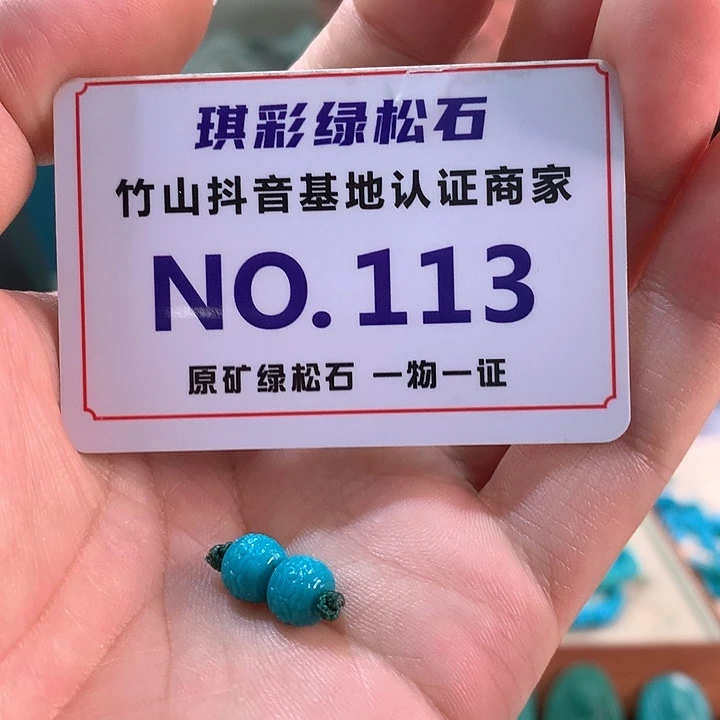 琪彩绿松石
竹山抖音基地认证商家
NO.113
原矿绿松石 一物一证